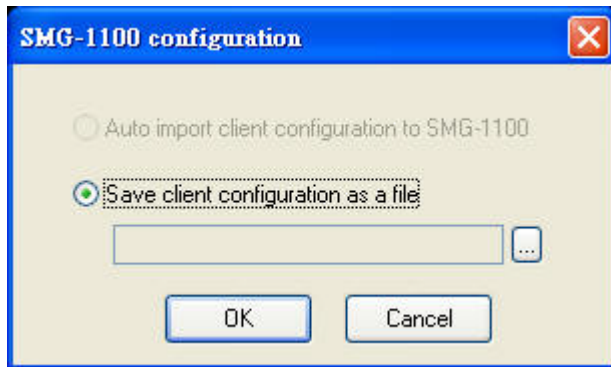 SMG-1100 configuration
Auto import client configuration to SMG-1100
Save client configuration as a file
...
OK
Cancel